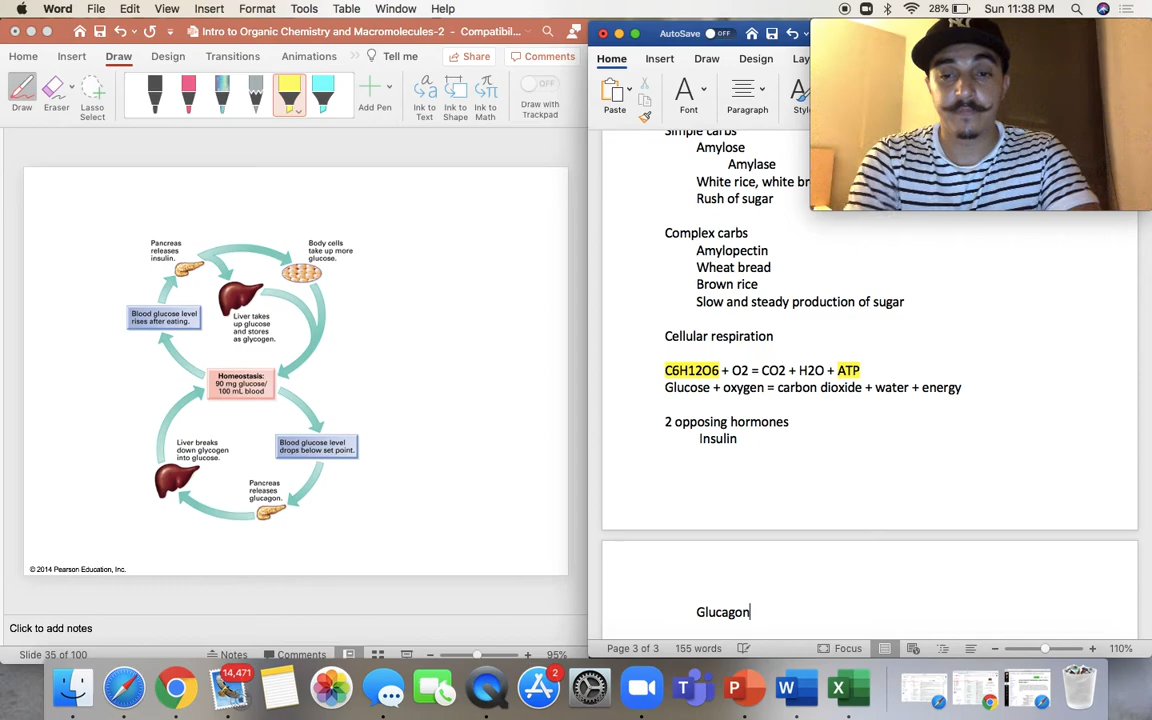 Word File Edit View Insert Format Tools Table Window Help
28% Sun 11:38 PM
Intro to Organic Chemistry and Macromolecules-2 - Compatibil...
Home Insert Draw Design Transitions Animations Tell me
Share Comments
Draw
Eraser
Lasso
Select
Add Pen
Ink to
Text
Ink to
Shape
Ink to
Math
OFF
Draw with
Trackpad
Pancreas
releases
insulin.
Body cells
take up more
glucose.
Liver takes
up glucose
and stores
as glycogen.
Blood glucose level
rises after eating.
Homeostasis:
90 mg glucose/
100 mL blood
Blood glucose level
drops below set point.
Liver breaks
down glycogen
into glucose.
Pancreas
releases
glucagon.
© 2014 Pearson Education, Inc.
Click to add notes
Slide 35 of 100
Notes
Comments
95%
AutoSave OFF
Home Insert Draw Design Lay
Paste
Font
Paragraph
Simple carbs
Amylose
Amylase
White rice, white br
Rush of sugar
Complex carbs
Amylopectin
Wheat bread
Brown rice
Slow and steady production of sugar
Cellular respiration
C6H12O6 + O2 = CO2 + H2O + ATP
Glucose + oxygen = carbon dioxide + water + energy
2 opposing hormones
Insulin
Glucagon
Page 3 of 3 155 words
Focus
110%
14,471
2